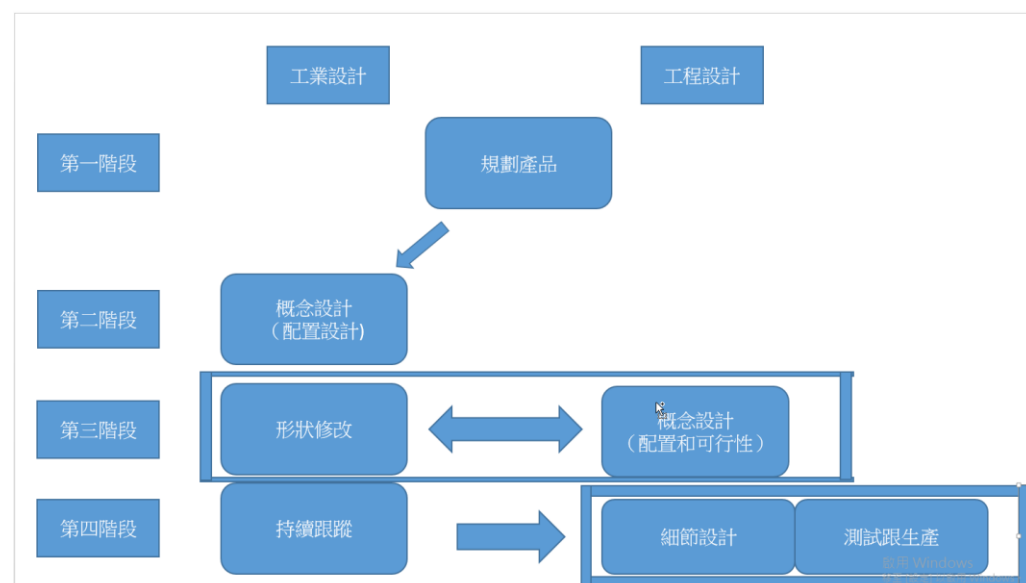 工業設計
工程設計
第一階段
規劃產品
第二階段
概念設計
（配置設計)
第三階段
形狀修改
概念設計
（配置和可行性）
第四階段
持續跟蹤
細節設計
測試跟生產
啟用 Windows